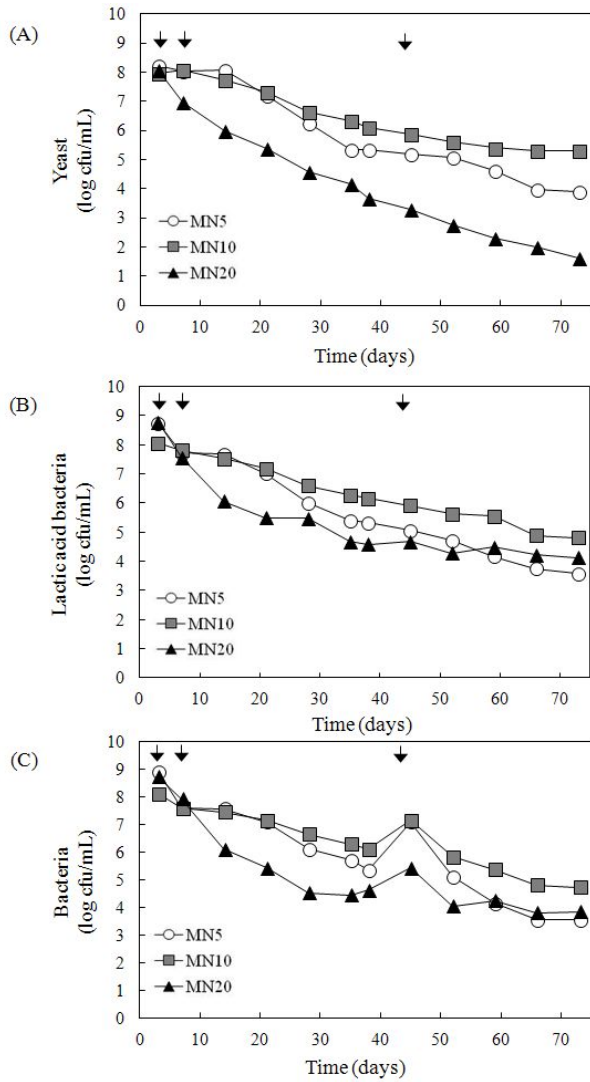 (A)
10
9
8
7
6
5
4
3
2
1
0
Yeast
(log cfu/mL)
MN5
MN10
MN20
0 10 20 30 40 50 60 70
Time (days)
(B)
10
9
8
7
6
5
4
3
2
1
0
Lactic acid bacteria
(log cfu/mL)
MN5
MN10
MN20
0 10 20 30 40 50 60 70
Time (days)
(C)
10
9
8
7
6
5
4
3
2
1
0
Bacteria
(log cfu/mL)
MN5
MN10
MN20
0 10 20 30 40 50 60 70
Time (days)